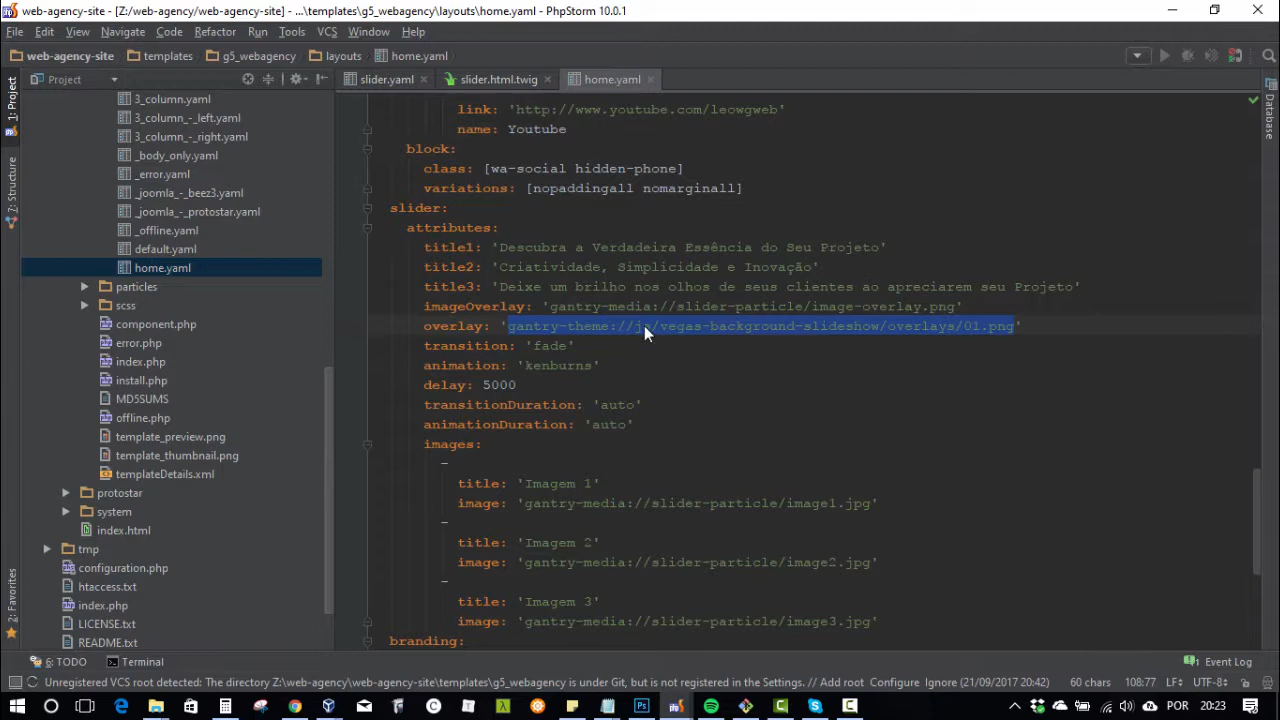 web-agency-site - [Z:/web-agency/web-agency-site] - ...\templates\g5_webagency\layouts\home.yaml - PhpStorm 10.0.1
File Edit View Navigate Code Refactor Run Tools VCS Window Help
web-agency-site templates g5_webagency layouts home.yaml
Project
slider.yaml slider.html.twig home.yaml
1: Project
7: Structure
2: Favorites
Database
3_column.yaml
3_column_-_left.yaml
3_column_-_right.yaml
_body_only.yaml
_error.yaml
_joomla_-_beez3.yaml
_joomla_-_protostar.yaml
_offline.yaml
default.yaml
home.yaml
particles
scss
component.php
error.php
index.php
install.php
MD5SUMS
offline.php
template_preview.png
template_thumbnail.png
templateDetails.xml
protostar
system
index.html
tmp
configuration.php
htaccess.txt
index.php
LICENSE.txt
README.txt
link: 'http://www.youtube.com/leowgweb'
name: Youtube
block:
class: [wa-social hidden-phone]
variations: [nopaddingall nomarginall]
slider:
attributes:
title1: 'Descubra a Verdadeira Essência do Seu Projeto'
title2: 'Criatividade, Simplicidade e Inovação'
title3: 'Deixe um brilho nos olhos de seus clientes ao apreciarem seu Projeto'
imageOverlay: 'gantry-media://slider-particle/image-overlay.png'
overlay: 'gantry-theme://js/vegas-background-slideshow/overlays/01.png'
transition: 'fade'
animation: 'kenburns'
delay: 5000
transitionDuration: 'auto'
animationDuration: 'auto'
images:
-
title: 'Imagem 1'
image: 'gantry-media://slider-particle/image1.jpg'
-
title: 'Imagem 2'
image: 'gantry-media://slider-particle/image2.jpg'
-
title: 'Imagem 3'
image: 'gantry-media://slider-particle/image3.jpg'
branding:
6: TODO Terminal Event Log
Unregistered VCS root detected: The directory Z:\web-agency\web-agency-site\templates\g5_webagency is under Git, but is not registered in the Settings. // Add root Configure Ignore (21/09/2017 20:42) 60 chars 108:77 LF UTF-8
POR 20:23